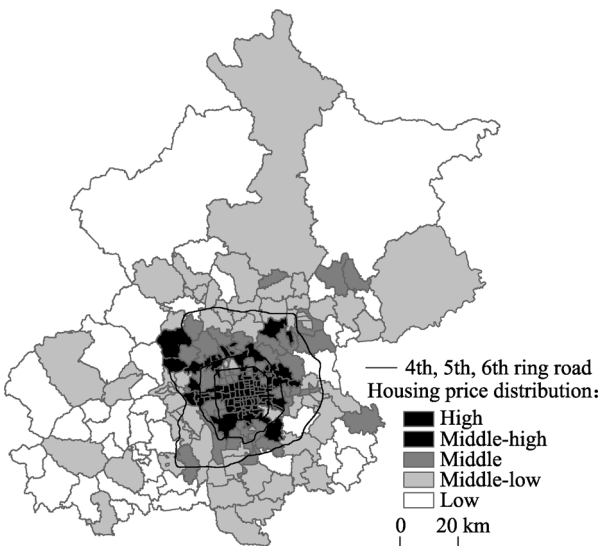 4th, 5th, 6th ring road
Housing price distribution:
High
Middle-high
Middle
Middle-low
Low
0 20 km